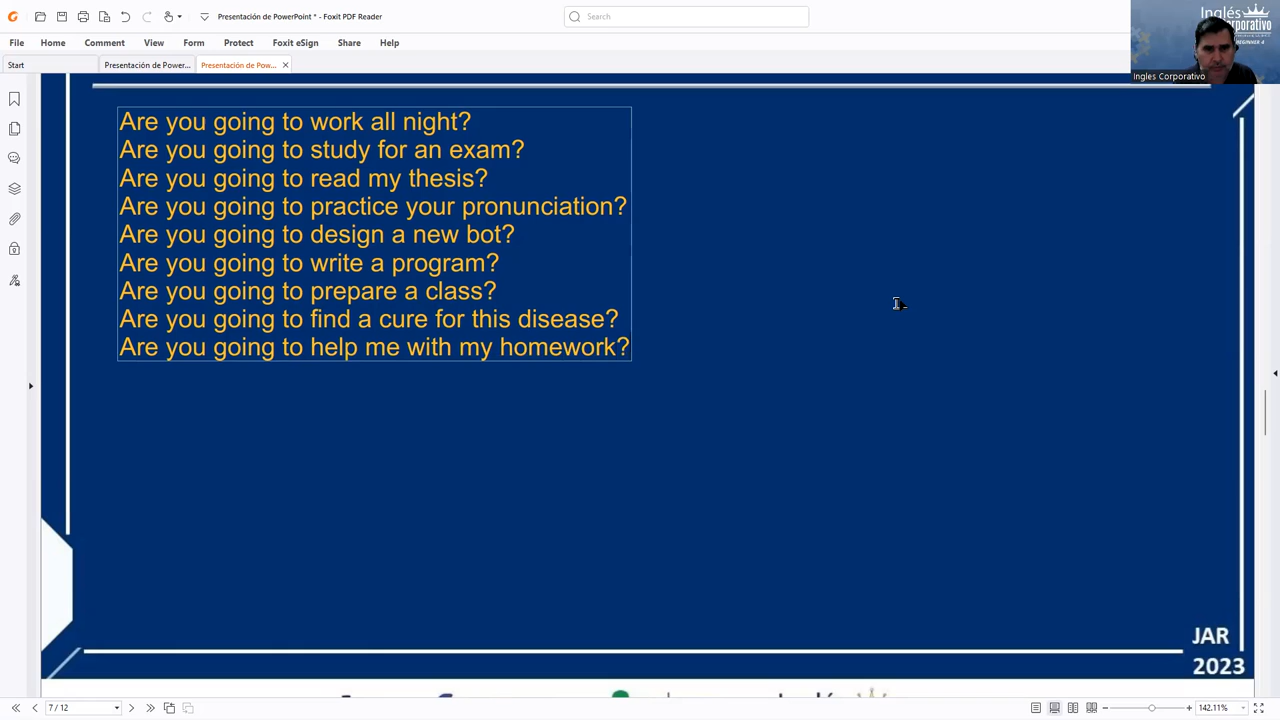 Presentación de PowerPoint * - Foxit PDF Reader
Search
File Home Comment View Form Protect Foxit eSign Share Help
Start Presentación de Power... Presentación de Pow...
Inglés
Corporativo
BEGINNER 4
Ingles Corporativo
Are you going to work all night?
Are you going to study for an exam?
Are you going to read my thesis?
Are you going to practice your pronunciation?
Are you going to design a new bot?
Are you going to write a program?
Are you going to prepare a class?
Are you going to find a cure for this disease?
Are you going to help me with my homework?
JAR
2023
7 / 12
142.11%